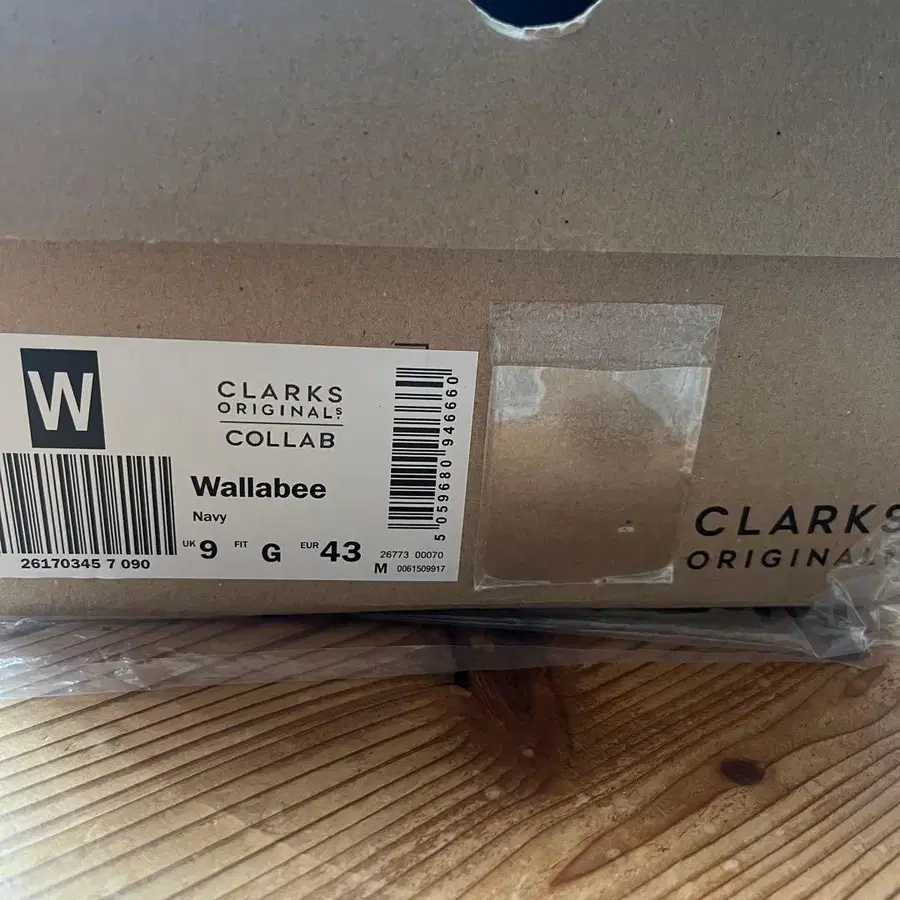 W
CLARKS
ORIGINALS.
COLLAB
Wallabee
Navy
UK 9 FIT G EUR 43
26170345 7 090
5 059680 946660
26773 00070
M 0061509917
CLARKS
ORIGINALS